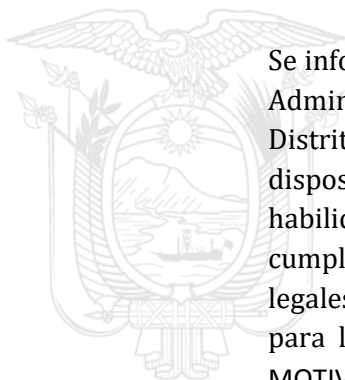 Se info
Admin
Distrit
dispos
habilid
cumpl
legales
para l
MOTIV